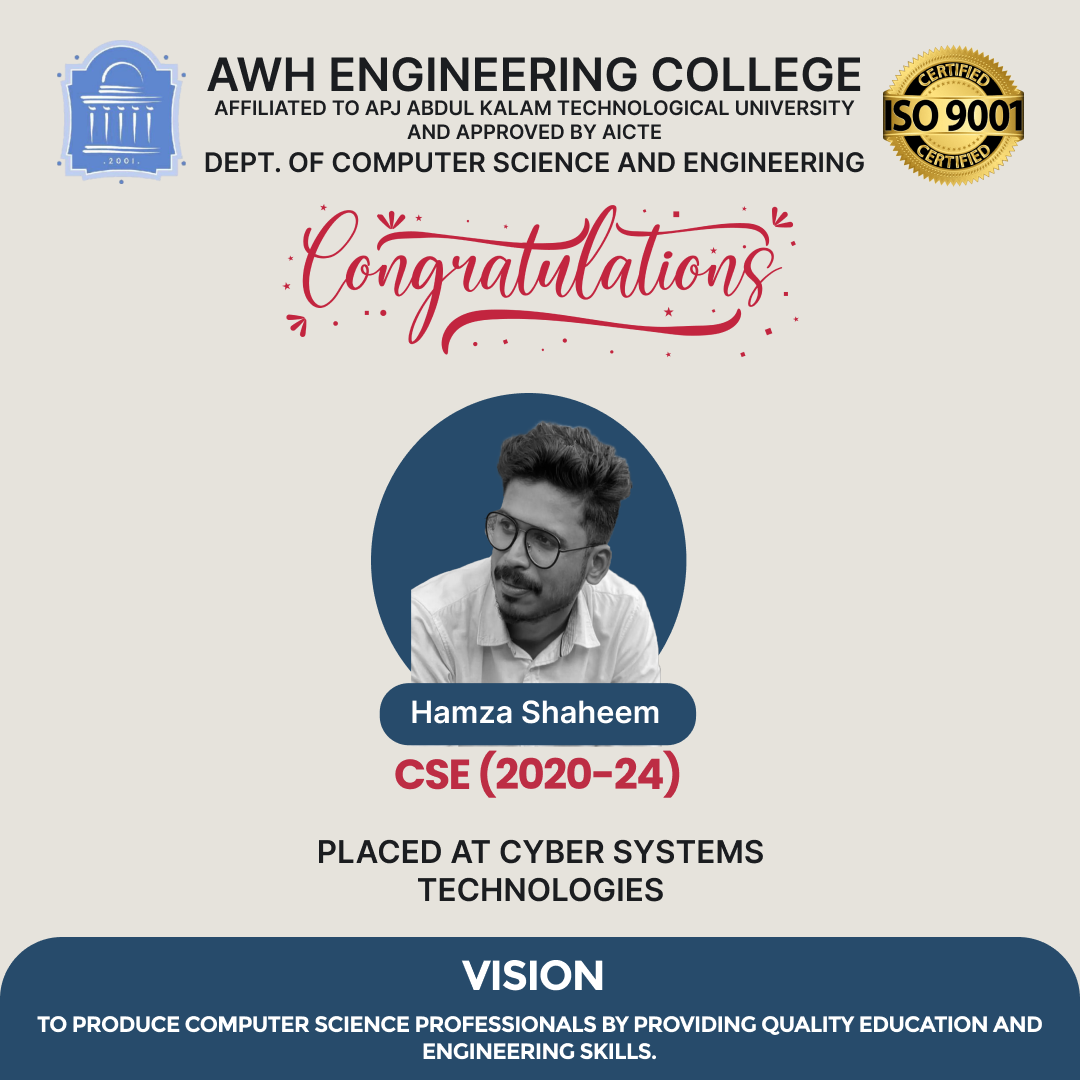 AWH ENGINEERING COLLEGE
AFFILIATED TO APJ ABDUL KALAM TECHNOLOGICAL UNIVERSITY
AND APPROVED BY AICTE
DEPT. OF COMPUTER SCIENCE AND ENGINEERING
.2001.
CERTIFIED
ISO 9001
CERTIFIED
Congratulations
Hamza Shaheem
CSE (2020-24)
PLACED AT CYBER SYSTEMS
TECHNOLOGIES
VISION
TO PRODUCE COMPUTER SCIENCE PROFESSIONALS BY PROVIDING QUALITY EDUCATION AND
ENGINEERING SKILLS.